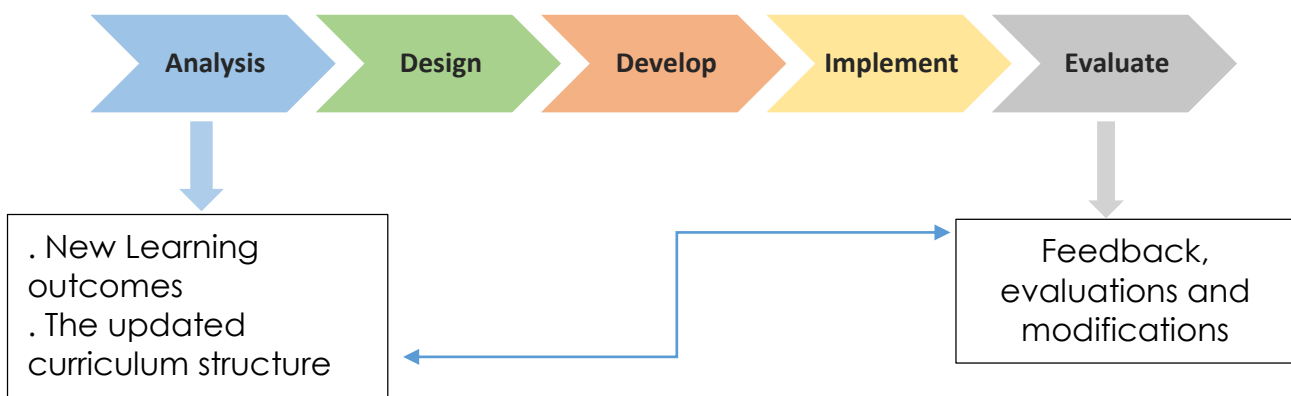 Analysis
Design
Develop
Implement
Evaluate
. New Learning
outcomes
. The updated
curriculum structure
Feedback,
evaluations and
modifications